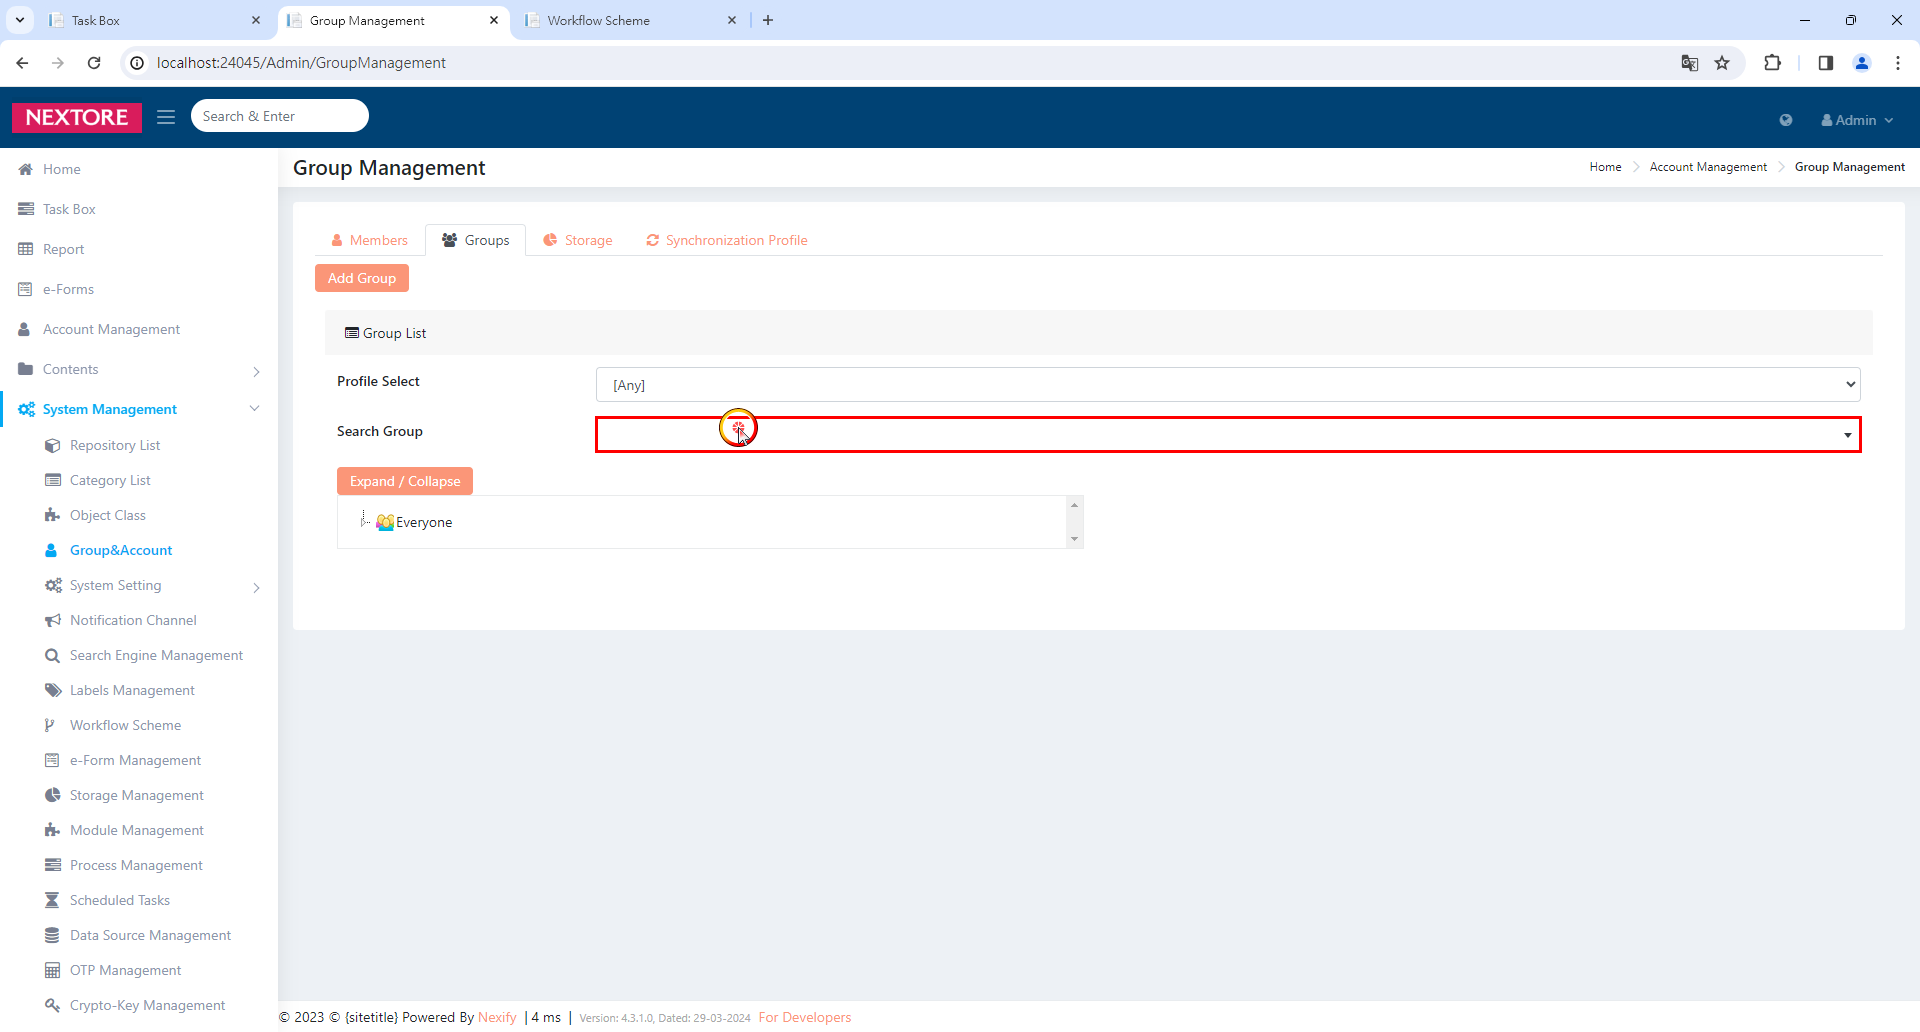 Task Box
Group Management
Workflow Scheme
localhost:24045/Admin/GroupManagement
NEXTORE
Search & Enter
Admin
Home
Task Box
Report
e-Forms
Account Management
Contents
System Management
Repository List
Category List
Object Class
Group&Account
System Setting
Notification Channel
Search Engine Management
Labels Management
Workflow Scheme
e-Form Management
Storage Management
Module Management
Process Management
Scheduled Tasks
Data Source Management
OTP Management
Crypto-Key Management
Group Management
Home Account Management Group Management
Members Groups Storage Synchronization Profile
Add Group
Group List
Profile Select [Any]
Search Group
Expand / Collapse
Everyone
© 2023 © {sitetitle} Powered By Nexify | 4 ms | Version: 4.3.1.0, Dated: 29-03-2024 For Developers